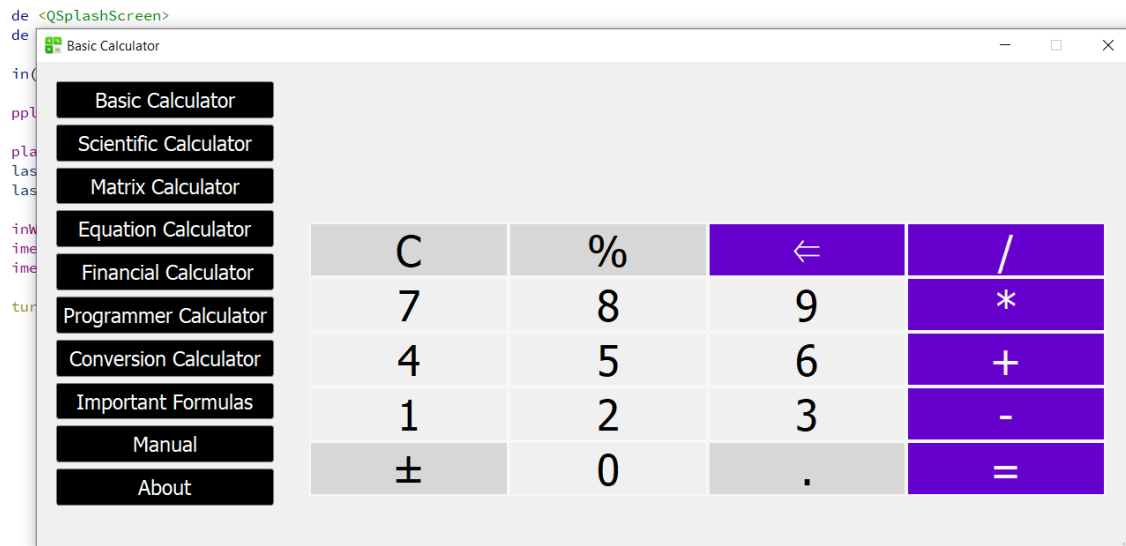 de <QSplashScreen>
de
Basic Calculator
in(
ppl
pla
las
las
inW
ime
ime
tur
Basic Calculator
Scientific Calculator
Matrix Calculator
Equation Calculator
Financial Calculator
Programmer Calculator
Conversion Calculator
Important Formulas
Manual
About
C % ⇐ /
7 8 9 *
4 5 6 +
1 2 3 -
± 0 . =